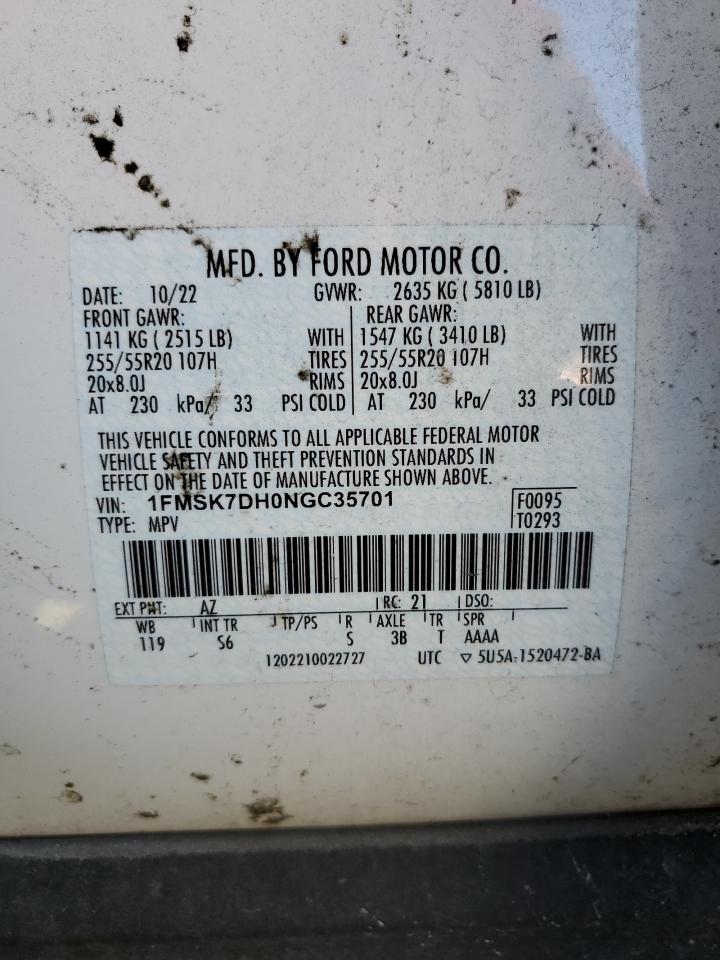 MFD. BY FORD MOTOR CO.
DATE: 10/22 GVWR: 2635 KG ( 5810 LB)
FRONT GAWR: REAR GAWR:
1141 KG ( 2515 LB) WITH 1547 KG ( 3410 LB) WITH
255/55R20 107H TIRES 255/55R20 107H TIRES
20x8.0J RIMS 20x8.0J RIMS
AT 230 kPa/ 33 PSI COLD AT 230 kPa/ 33 PSI COLD
THIS VEHICLE CONFORMS TO ALL APPLICABLE FEDERAL MOTOR
VEHICLE SAFETY AND THEFT PREVENTION STANDARDS IN
EFFECT ON THE DATE OF MANUFACTURE SHOWN ABOVE.
VIN: 1FMSK7DH0NGC35701 F0095
TYPE: MPV T0293
EXT PNT: AZ RC: 21 DSO:
WB INT TR TP/PS R AXLE TR SPR
119 S6 S 3B T AAAA
1202210022727 UTC ▽ 5U5A-1520472-BA